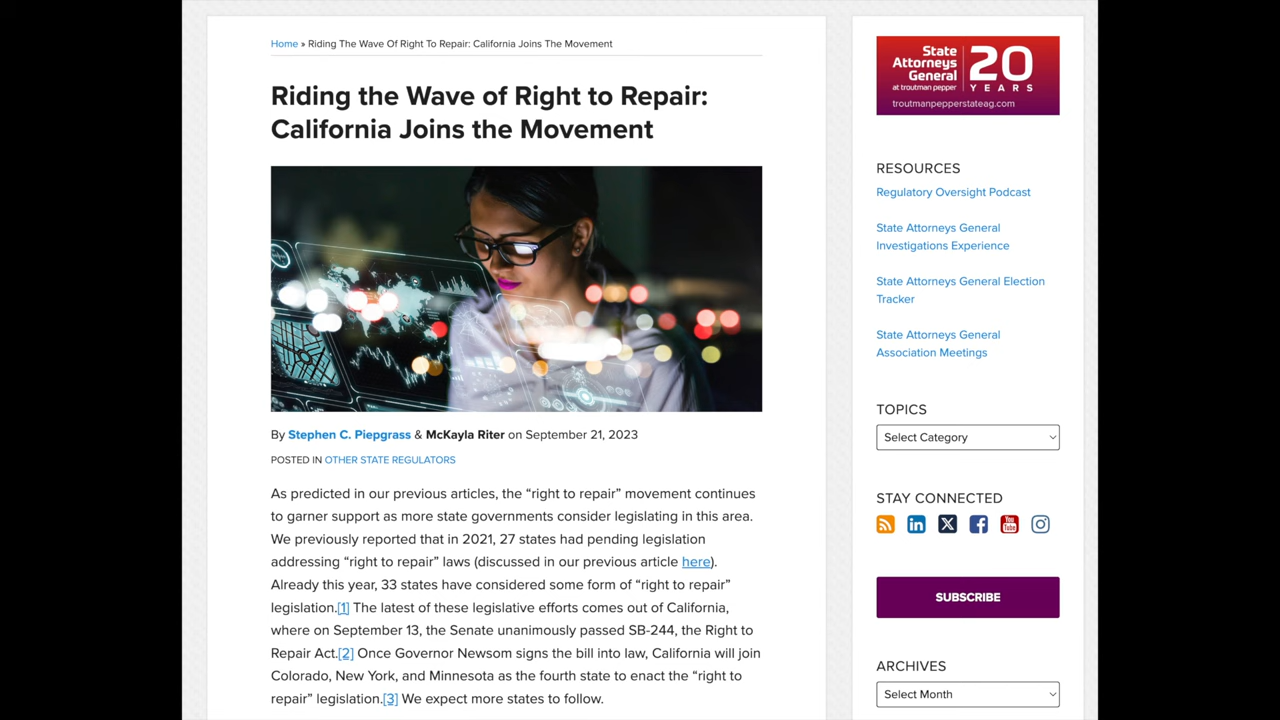 Home » Riding The Wave Of Right To Repair: California Joins The Movement
Riding the Wave of Right to Repair:
California Joins the Movement
By Stephen C. Piepgrass & McKayla Riter on September 21, 2023
POSTED IN OTHER STATE REGULATORS
As predicted in our previous articles, the “right to repair” movement continues
to garner support as more state governments consider legislating in this area.
We previously reported that in 2021, 27 states had pending legislation
addressing “right to repair” laws (discussed in our previous article here).
Already this year, 33 states have considered some form of “right to repair”
legislation.[1] The latest of these legislative efforts comes out of California,
where on September 13, the Senate unanimously passed SB-244, the Right to
Repair Act.[2] Once Governor Newsom signs the bill into law, California will join
Colorado, New York, and Minnesota as the fourth state to enact the “right to
repair” legislation.[3] We expect more states to follow.
State
Attorneys
General
at troutman pepper
20
YEARS
troutmanpepperstateag.com
RESOURCES
Regulatory Oversight Podcast
State Attorneys General
Investigations Experience
State Attorneys General Election
Tracker
State Attorneys General
Association Meetings
TOPICS
Select Category
STAY CONNECTED
You
Tube
SUBSCRIBE
ARCHIVES
Select Month